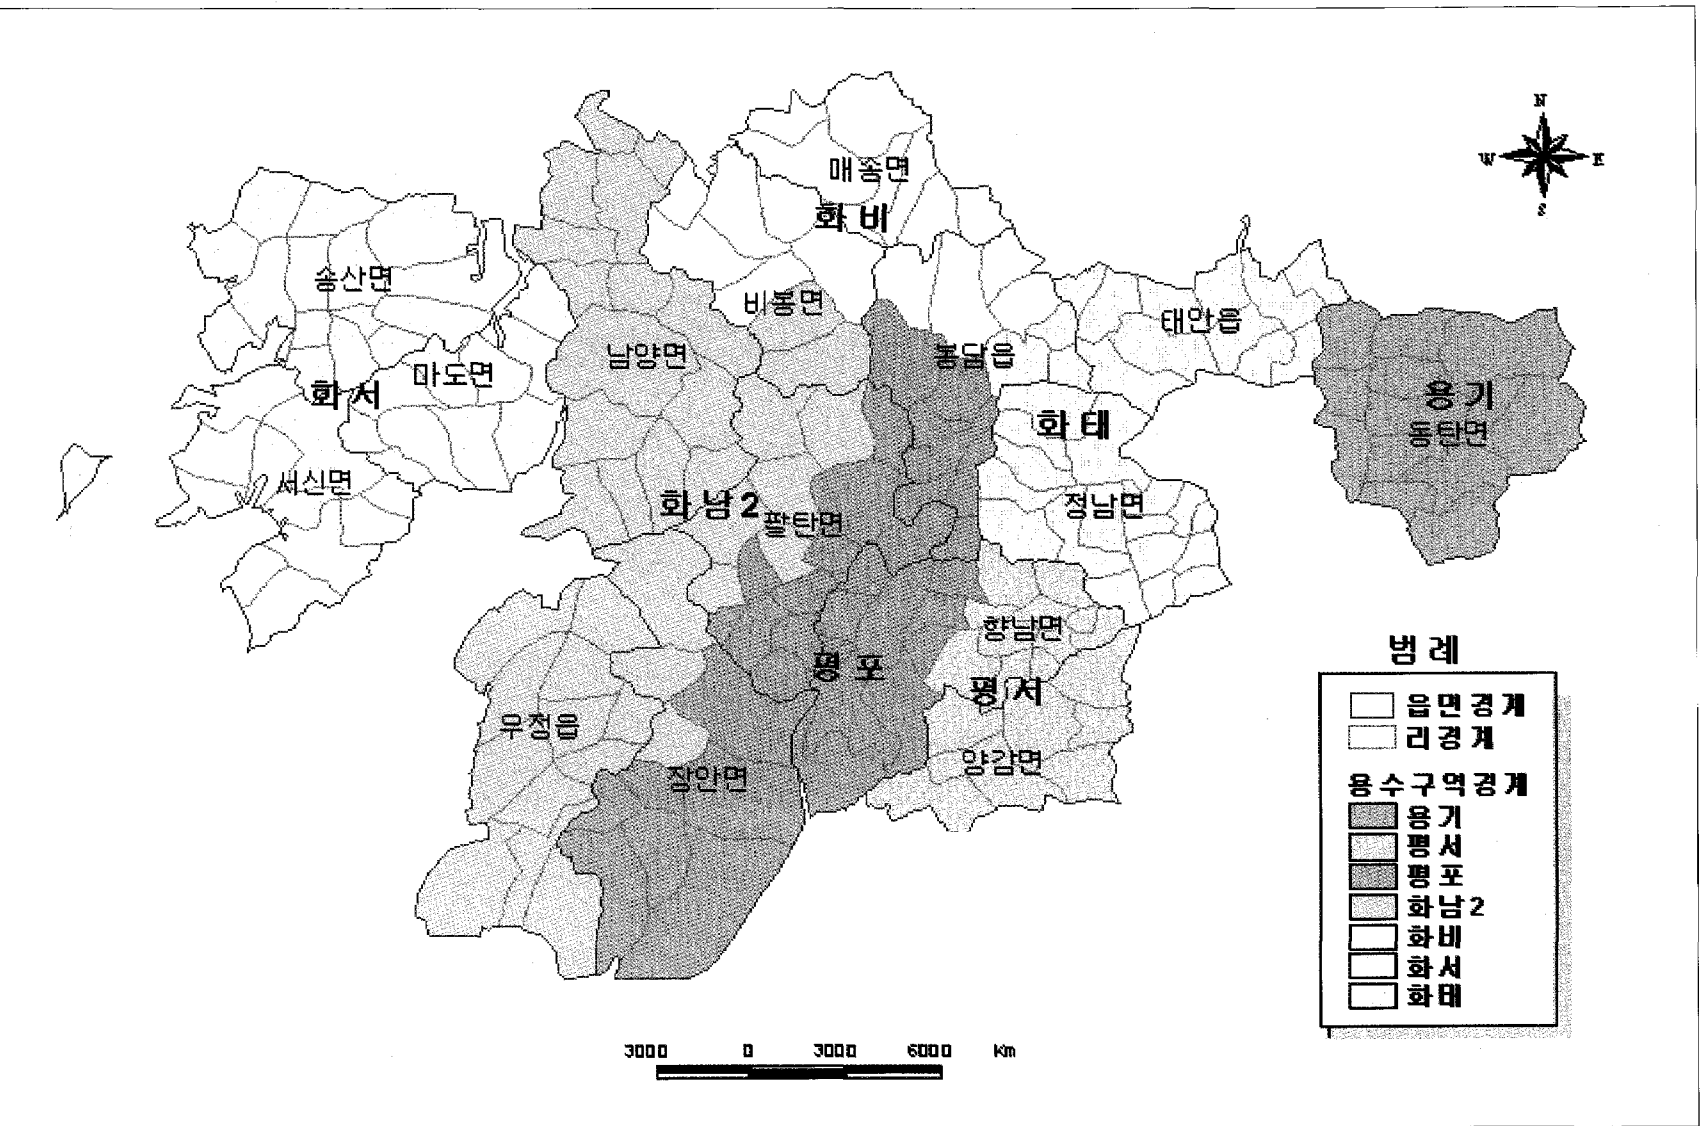 N
W E
S
매송면
화비
송산면
비봉면
태안읍
남양면
봉담읍
마도면
화서
용기
화태
동탄면
서신면
화남2
팔탄면
정남면
향남면
평포
평서
우정읍
양감면
장안면
범례
읍면경계
리경계
용수구역경계
용기
평서
평포
화남2
화비
화서
화태
3000 0 3000 6000 Km